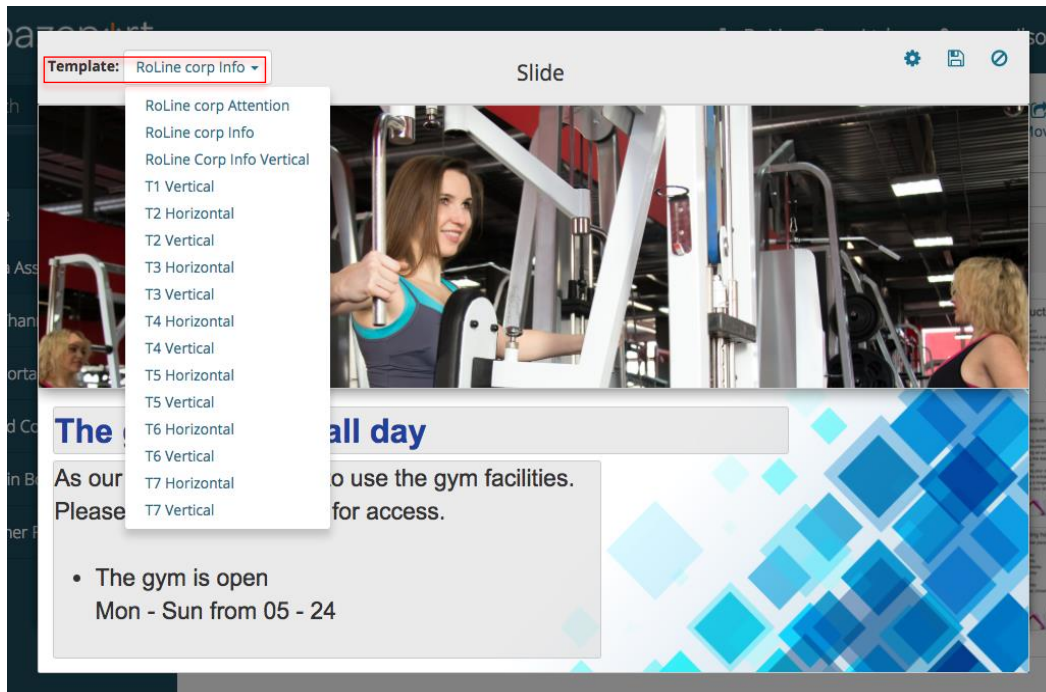 Template: RoLine corp Info
Slide
RoLine corp Attention
RoLine corp Info
RoLine Corp Info Vertical
T1 Vertical
T2 Horizontal
T2 Vertical
T3 Horizontal
T3 Vertical
T4 Horizontal
T4 Vertical
T5 Horizontal
T5 Vertical
T6 Horizontal
T6 Vertical
T7 Horizontal
T7 Vertical
The all day
As our o use the gym facilities.
Please for access.
• The gym is open
Mon - Sun from 05 - 24